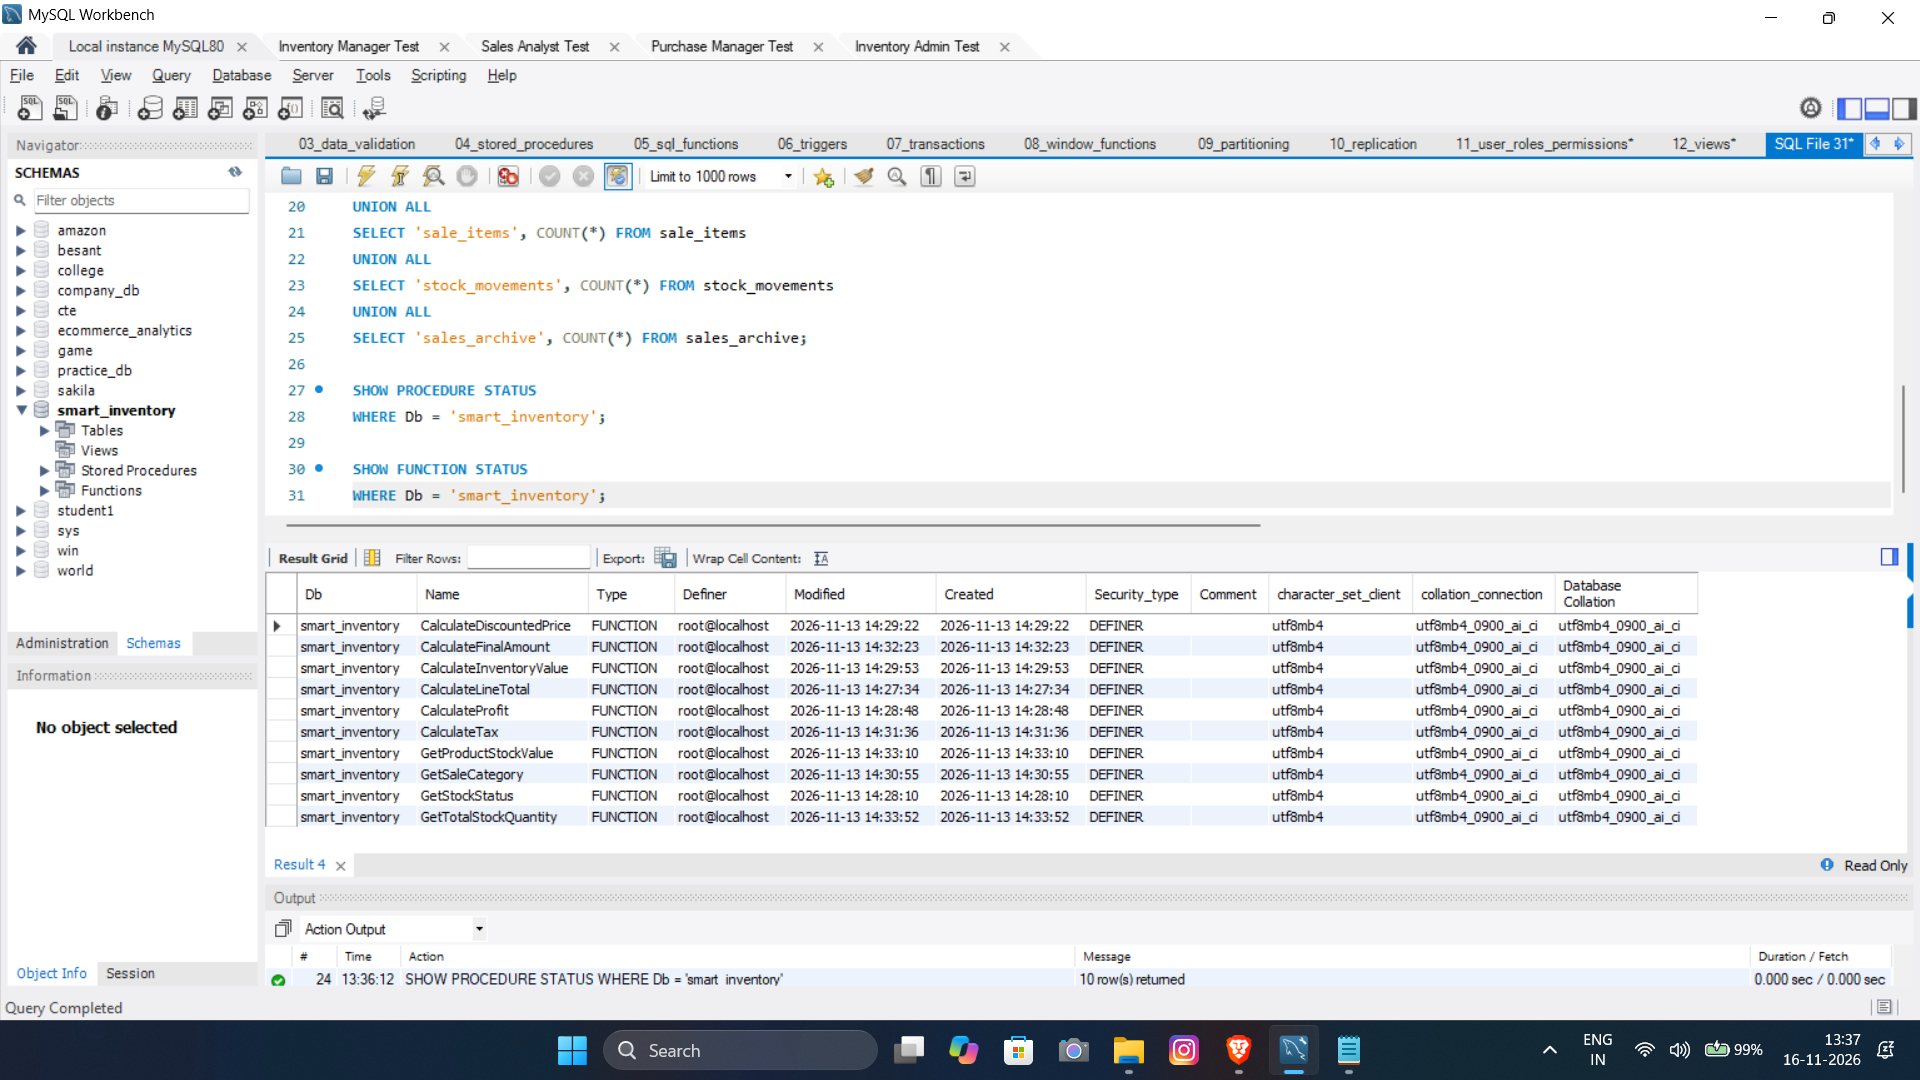 MySQL Workbench
Local instance MySQL80
Inventory Manager Test
Sales Analyst Test
Purchase Manager Test
Inventory Admin Test
File Edit View Query Database Server Tools Scripting Help
Navigator
SCHEMAS
Filter objects
amazon
besant
college
company_db
cte
ecommerce_analytics
game
practice_db
sakila
smart_inventory
Tables
Views
Stored Procedures
Functions
student1
sys
win
world
Administration Schemas
Information
No object selected
Object Info Session
Query Completed
03_data_validation 04_stored_procedures 05_sql_functions 06_triggers 07_transactions 08_window_functions 09_partitioning 10_replication 11_user_roles_permissions* 12_views* SQL File 31*
Limit to 1000 rows
20 UNION ALL
21 SELECT 'sale_items', COUNT(*) FROM sale_items
22 UNION ALL
23 SELECT 'stock_movements', COUNT(*) FROM stock_movements
24 UNION ALL
25 SELECT 'sales_archive', COUNT(*) FROM sales_archive;
26
27 SHOW PROCEDURE STATUS
28 WHERE Db = 'smart_inventory';
29
30 SHOW FUNCTION STATUS
31 WHERE Db = 'smart_inventory';
Result Grid Filter Rows: Export: Wrap Cell Content:
Db Name Type Definer Modified Created Security_type Comment character_set_client collation_connection Database Collation
smart_inventory CalculateDiscountedPrice FUNCTION root@localhost 2026-11-13 14:29:22 2026-11-13 14:29:22 DEFINER utf8mb4 utf8mb4_0900_ai_ci utf8mb4_0900_ai_ci
smart_inventory CalculateFinalAmount FUNCTION root@localhost 2026-11-13 14:32:23 2026-11-13 14:32:23 DEFINER utf8mb4 utf8mb4_0900_ai_ci utf8mb4_0900_ai_ci
smart_inventory CalculateInventoryValue FUNCTION root@localhost 2026-11-13 14:29:53 2026-11-13 14:29:53 DEFINER utf8mb4 utf8mb4_0900_ai_ci utf8mb4_0900_ai_ci
smart_inventory CalculateLineTotal FUNCTION root@localhost 2026-11-13 14:27:34 2026-11-13 14:27:34 DEFINER utf8mb4 utf8mb4_0900_ai_ci utf8mb4_0900_ai_ci
smart_inventory CalculateProfit FUNCTION root@localhost 2026-11-13 14:28:48 2026-11-13 14:28:48 DEFINER utf8mb4 utf8mb4_0900_ai_ci utf8mb4_0900_ai_ci
smart_inventory CalculateTax FUNCTION root@localhost 2026-11-13 14:31:36 2026-11-13 14:31:36 DEFINER utf8mb4 utf8mb4_0900_ai_ci utf8mb4_0900_ai_ci
smart_inventory GetProductStockValue FUNCTION root@localhost 2026-11-13 14:33:10 2026-11-13 14:33:10 DEFINER utf8mb4 utf8mb4_0900_ai_ci utf8mb4_0900_ai_ci
smart_inventory GetSaleCategory FUNCTION root@localhost 2026-11-13 14:30:55 2026-11-13 14:30:55 DEFINER utf8mb4 utf8mb4_0900_ai_ci utf8mb4_0900_ai_ci
smart_inventory GetStockStatus FUNCTION root@localhost 2026-11-13 14:28:10 2026-11-13 14:28:10 DEFINER utf8mb4 utf8mb4_0900_ai_ci utf8mb4_0900_ai_ci
smart_inventory GetTotalStockQuantity FUNCTION root@localhost 2026-11-13 14:33:52 2026-11-13 14:33:52 DEFINER utf8mb4 utf8mb4_0900_ai_ci utf8mb4_0900_ai_ci
Result 4
Read Only
Output
Action Output
# Time Action Message Duration / Fetch
24 13:36:12 SHOW PROCEDURE STATUS WHERE Db = 'smart_inventory' 10 row(s) returned 0.000 sec / 0.000 sec
Search
ENG
IN
99%
13:37
16-11-2026